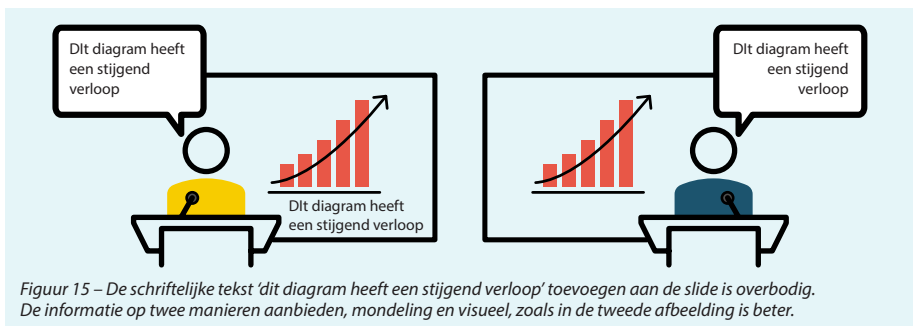 DIt diagram heeft
een stijgend
verloop
DIt diagram heeft
een stijgend verloop
DIt diagram heeft
een stijgend
verloop
Figuur 15 – De schriftelijke tekst ‘dit diagram heeft een stijgend verloop’ toevoegen aan de slide is overbodig.
De informatie op twee manieren aanbieden, mondeling en visueel, zoals in de tweede afbeelding is beter.